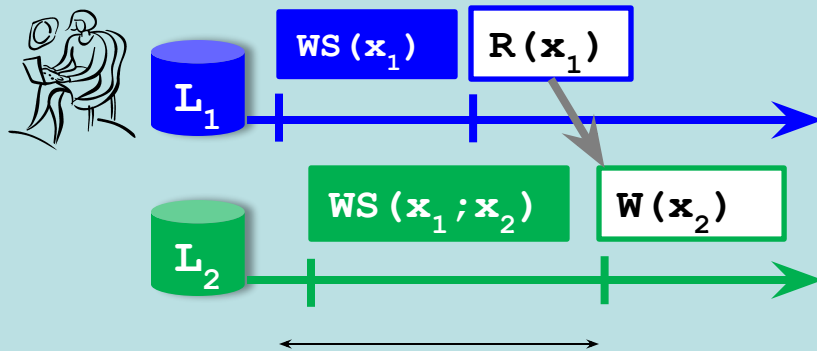 WS(x₁) R(x₁)
L₁
WS(x₁;x₂) W(x₂)
L₂